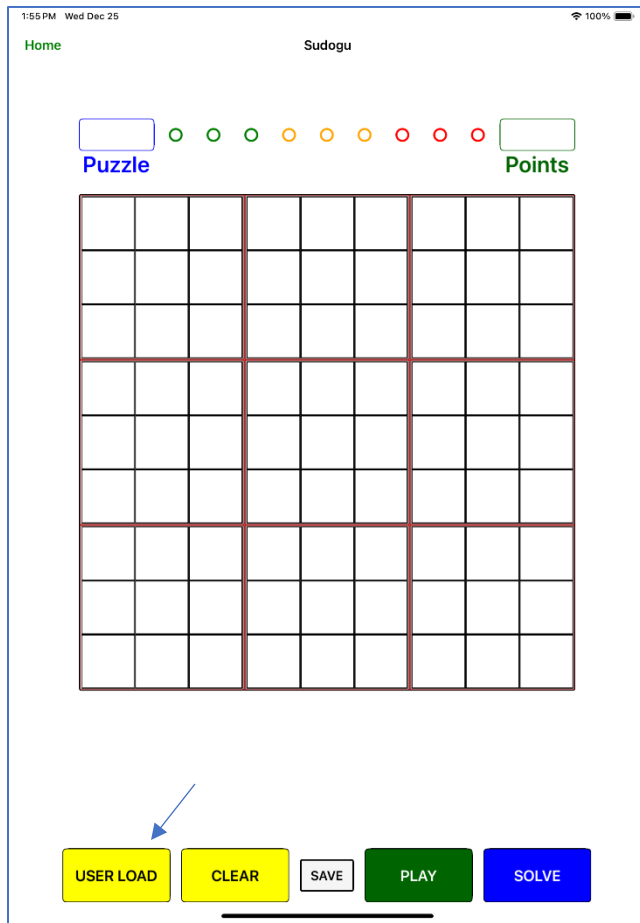 1:55 PM Wed Dec 25 100%
Home Sudogu
Puzzle Points
USER LOAD CLEAR SAVE PLAY SOLVE